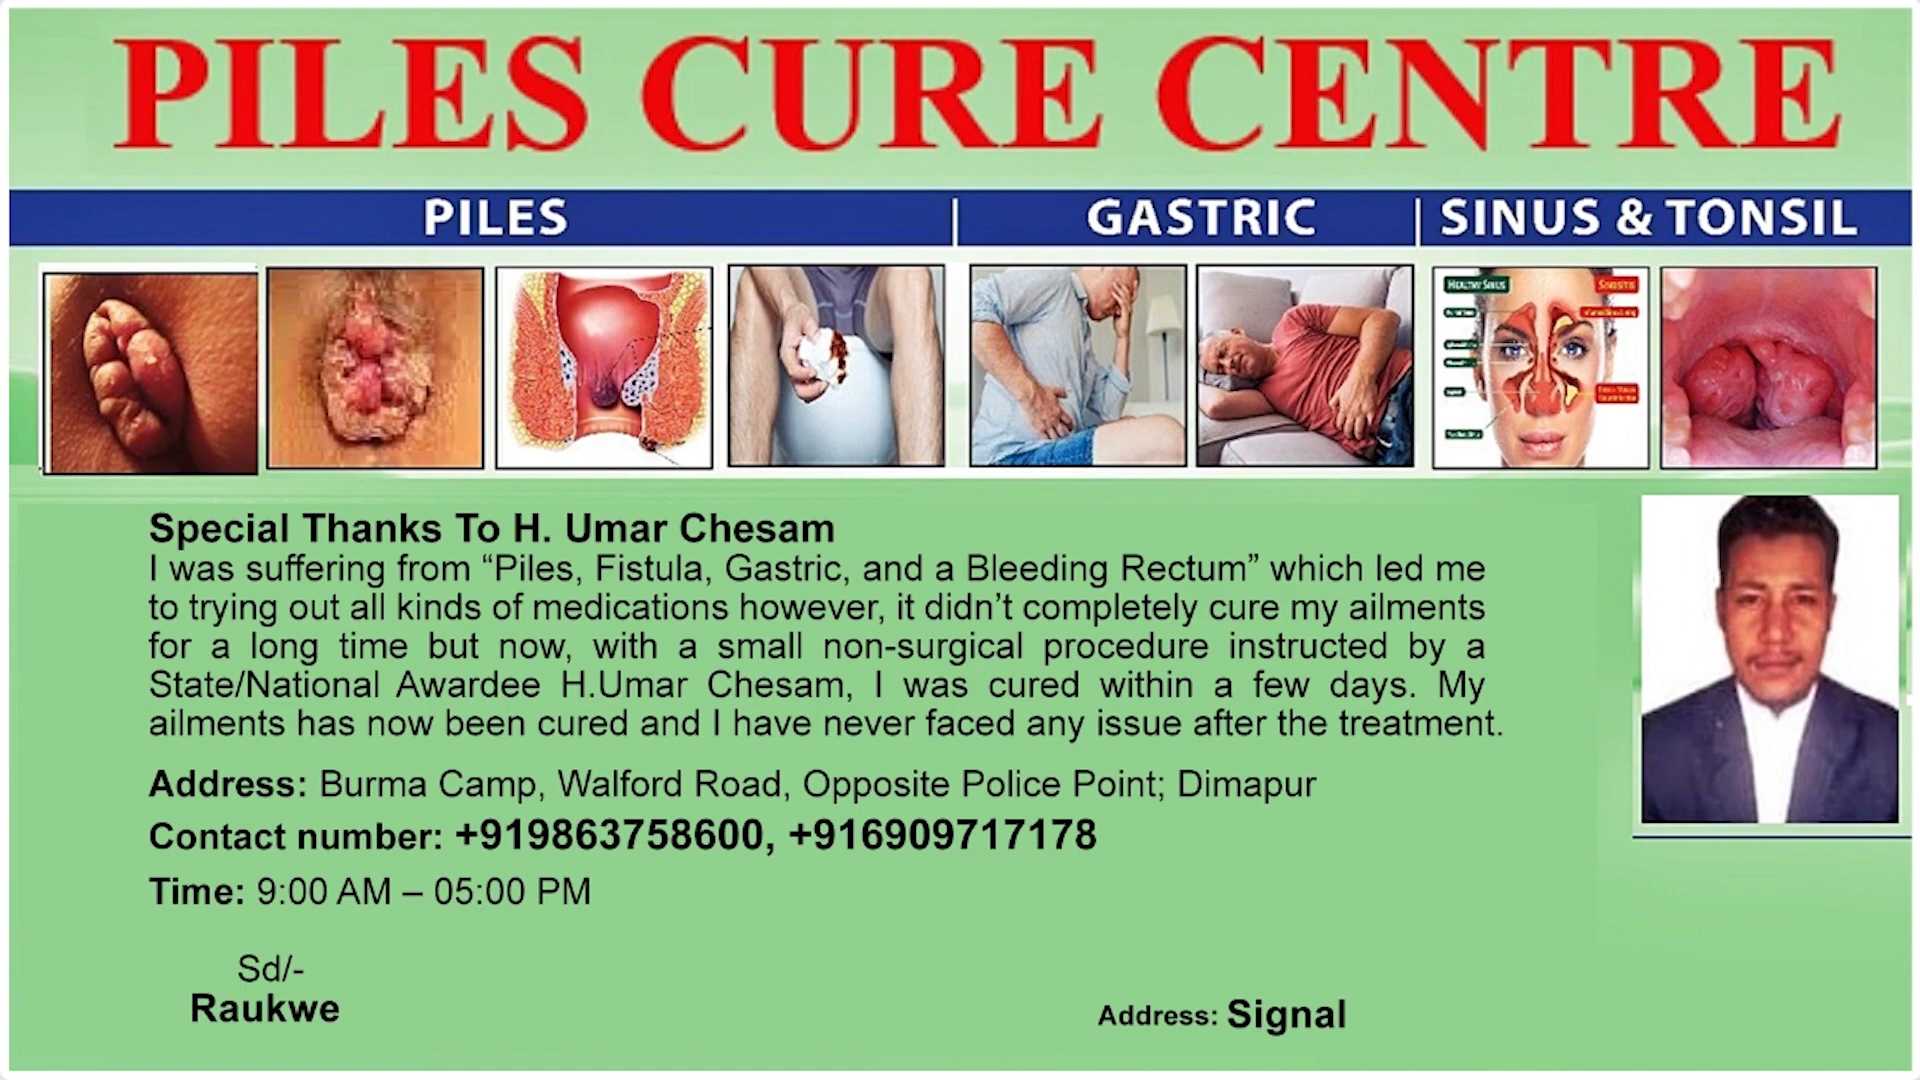 PILES CURE CENTRE
PILES | GASTRIC | SINUS & TONSIL
HEALTHY SINUS
SINUSITIS
Special Thanks To H. Umar Chesam
I was suffering from “Piles, Fistula, Gastric, and a Bleeding Rectum” which led me
to trying out all kinds of medications however, it didn’t completely cure my ailments
for a long time but now, with a small non-surgical procedure instructed by a
State/National Awardee H.Umar Chesam, I was cured within a few days. My
ailments has now been cured and I have never faced any issue after the treatment.
Address: Burma Camp, Walford Road, Opposite Police Point; Dimapur
Contact number: +919863758600, +916909717178
Time: 9:00 AM – 05:00 PM
Sd/-
Raukwe
Address: Signal